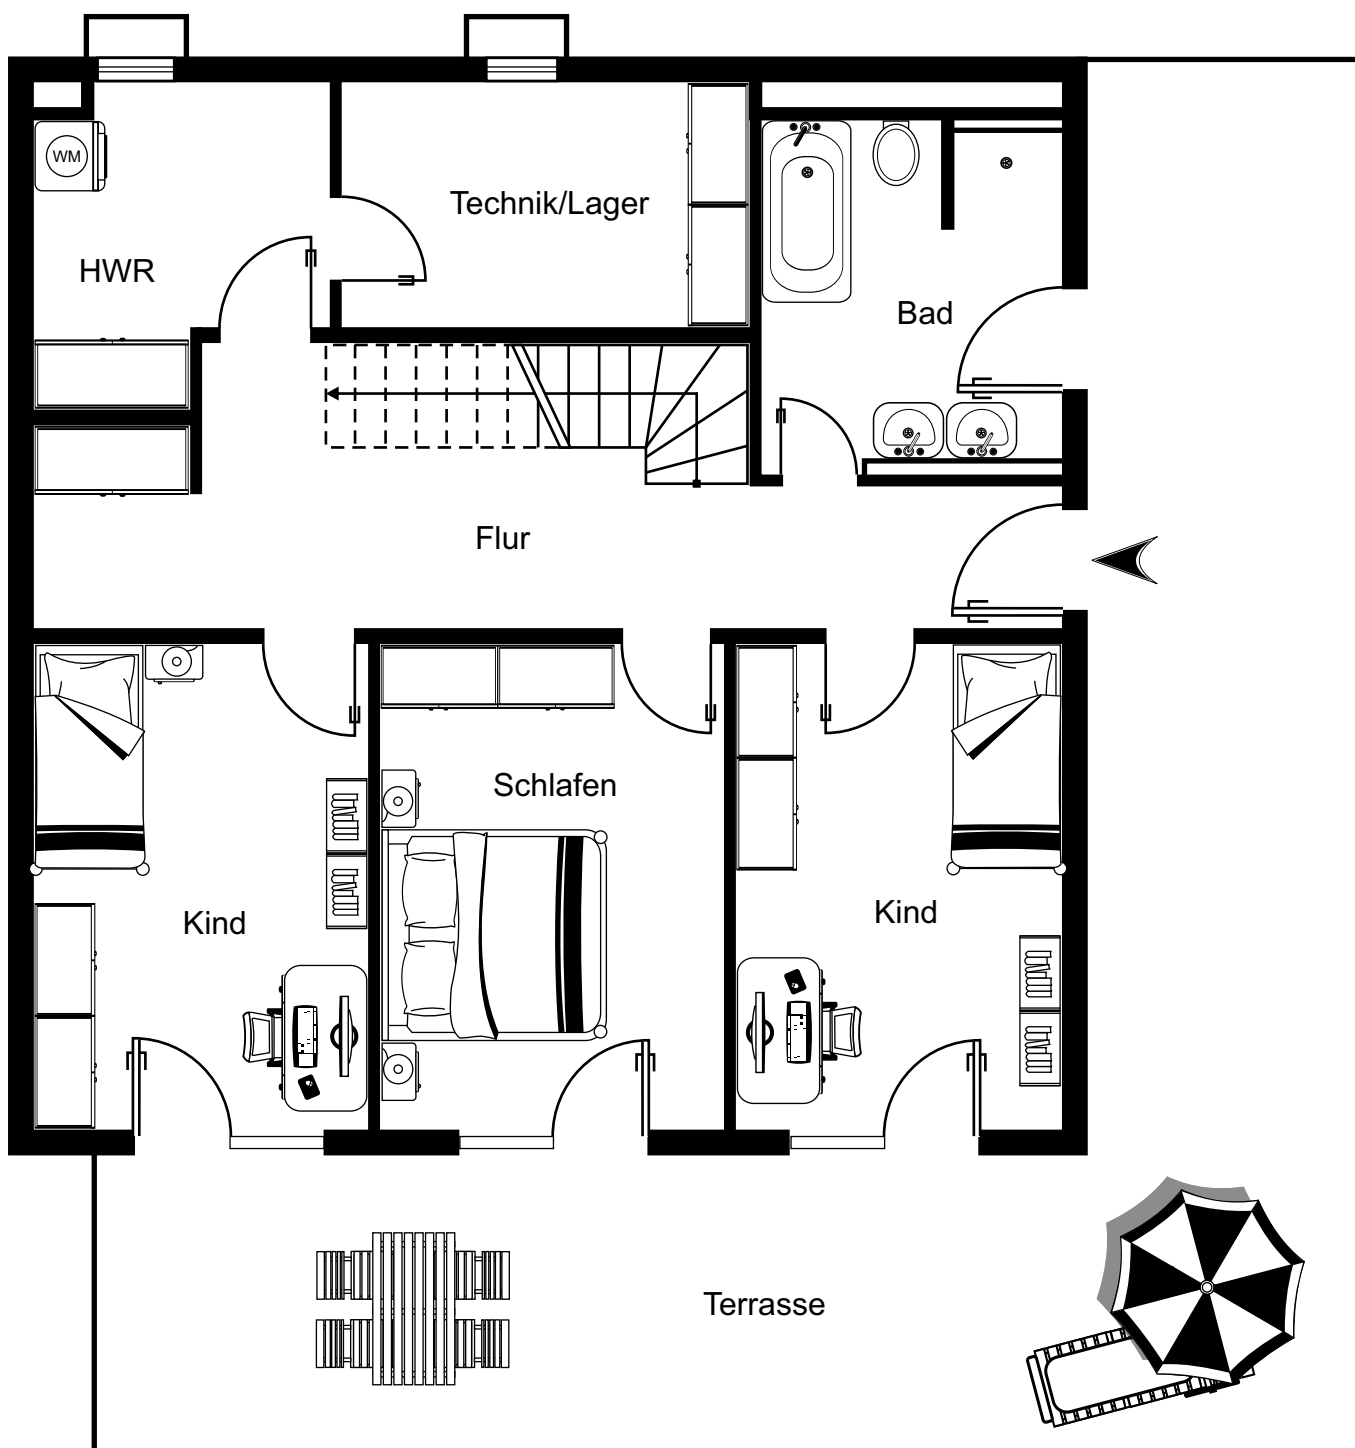 WM
Technik/Lager
HWR
Bad
Flur
Schlafen
Kind
Kind
Terrasse